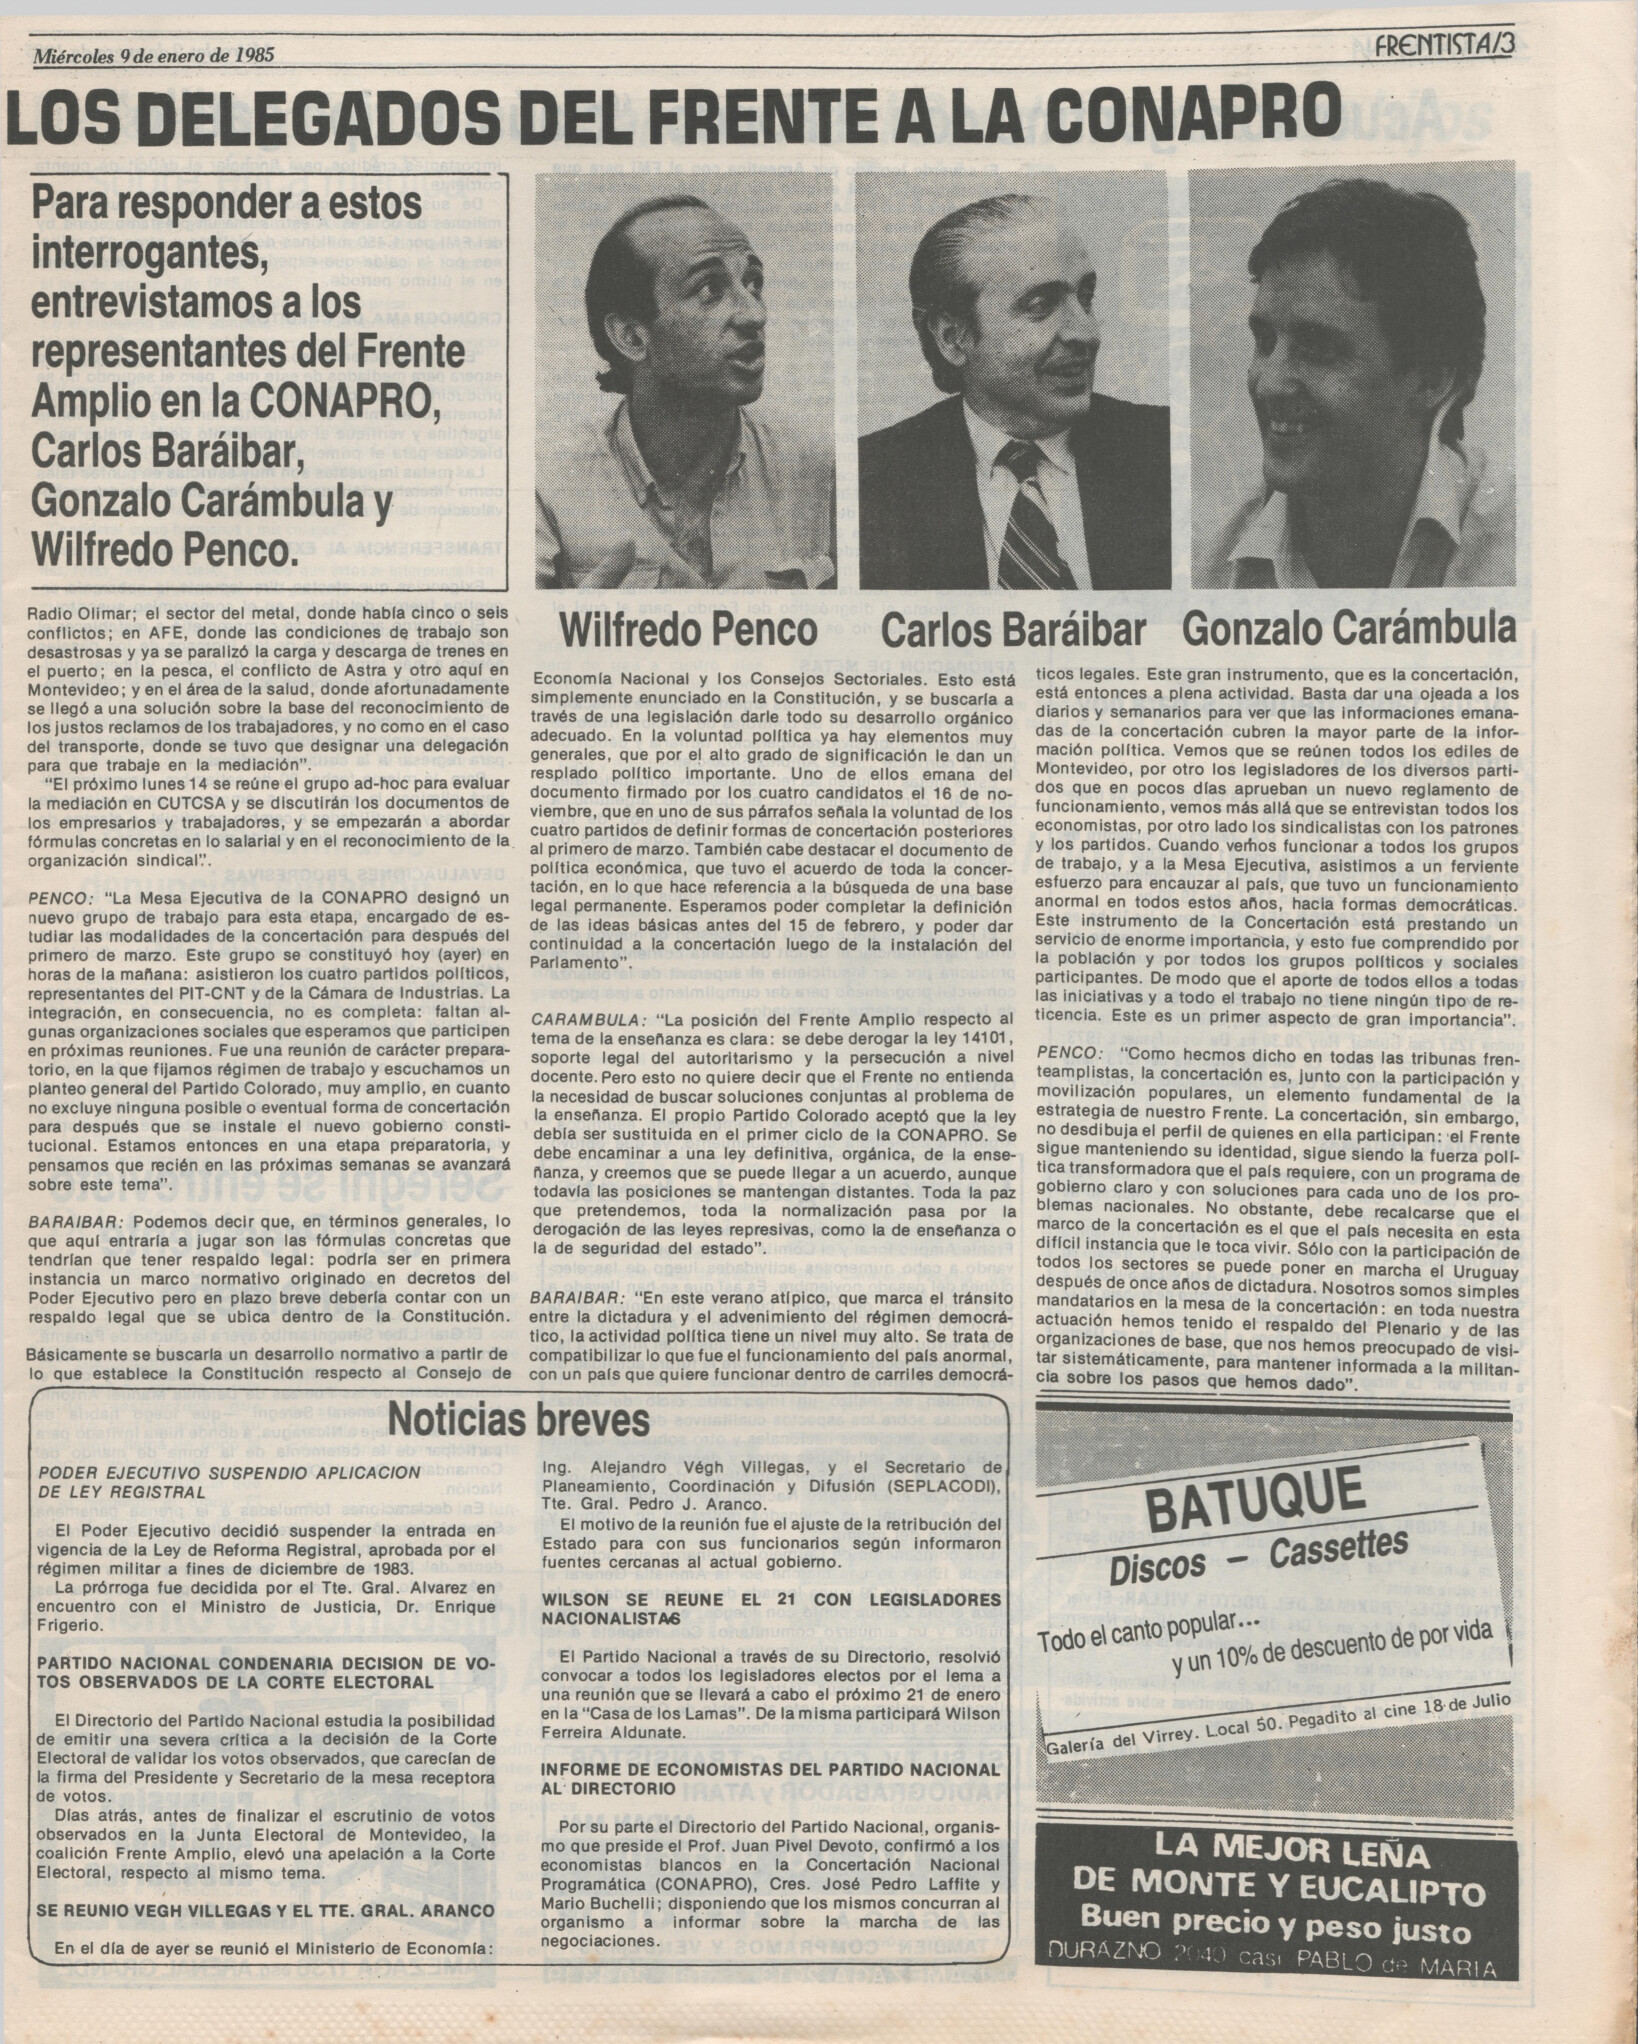 Miércoles 9 de enero de 1985
FRENTISTA/3
LOS DELEGADOS DEL FRENTE A LA CONAPRO
Para responder a estos
interrogantes,
entrevistamos a los
representantes del Frente
Amplio en la CONAPRO,
Carlos Baráibar,
Gonzalo Carámbula y
Wilfredo Penco.
Wilfredo Penco
Carlos Baráibar
Gonzalo Carámbula
Radio Olimar; el sector del metal, donde había cinco o seis
conflictos; en AFE, donde las condiciones de trabajo son
desastrosas y ya se paralizó la carga y descarga de trenes en
el puerto; en la pesca, el conflicto de Astra y otro aquí en
Montevideo; y en el área de la salud, donde afortunadamente
se llegó a una solución sobre la base del reconocimiento de
los justos reclamos de los trabajadores, y no como en el caso
del transporte, donde se tuvo que designar una delegación
para que trabaje en la mediación".
"El próximo lunes 14 se reúne el grupo ad-hoc para evaluar
la mediación en CUTCSA y se discutirán los documentos de
los empresarios y trabajadores, y se empezarán a abordar
fórmulas concretas en lo salarial y en el reconocimiento de la
organización sindical".
PENCO: "La Mesa Ejecutiva de la CONAPRO designó un
nuevo grupo de trabajo para esta etapa, encargado de es-
tudiar las modalidades de la concertación para después del
primero de marzo. Este grupo se constituyó hoy (ayer) en
horas de la mañana: asistieron los cuatro partidos políticos,
representantes del PIT-CNT y de la Cámara de Industrias. La
integración, en consecuencia, no es completa: faltan al-
gunas organizaciones sociales que esperamos que participen
en próximas reuniones. Fue una reunión de carácter prepara-
torio, en la que fijamos régimen de trabajo y escuchamos un
planteo general del Partido Colorado, muy amplio, en cuanto
no excluye ninguna posible o eventual forma de concertación
para después que se instale el nuevo gobierno consti-
tucional. Estamos entonces en una etapa preparatoria, y
pensamos que recién en las próximas semanas se avanzará
sobre este tema".
BARAIBAR: Podemos decir que, en términos generales, lo
que aquí entraría a jugar son las fórmulas concretas que
tendrían que tener respaldo legal: podría ser en primera
instancia un marco normativo originado en decretos del
Poder Ejecutivo pero en plazo breve debería contar con un
respaldo legal que se ubica dentro de la Constitución.
Básicamente se buscaría un desarrollo normativo a partir de
lo que establece la Constitución respecto al Consejo de
Economía Nacional y los Consejos Sectoriales. Esto está
simplemente enunciado en la Constitución, y se buscaría a
través de una legislación darle todo su desarrollo orgánico
adecuado. En la voluntad política ya hay elementos muy
generales, que por el alto grado de significación le dan un
resplado político importante. Uno de ellos emana del
documento firmado por los cuatro candidatos el 16 de no-
viembre, que en uno de sus párrafos señala la voluntad de los
cuatro partidos de definir formas de concertación posteriores
al primero de marzo. También cabe destacar el documento de
política económica, que tuvo el acuerdo de toda la concer-
tación, en lo que hace referencia a la búsqueda de una base
legal permanente. Esperamos poder completar la definición
de las ideas básicas antes del 15 de febrero, y poder dar
continuidad a la concertación luego de la instalación del
Parlamento".
CARAMBULA: "La posición del Frente Amplio respecto al
tema de la enseñanza es clara: se debe derogar la ley 14101,
soporte legal del autoritarismo y la persecución a nivel
docente. Pero esto no quiere decir que el Frente no entienda
la necesidad de buscar soluciones conjuntas al problema de
la enseñanza. El propio Partido Colorado aceptó que la ley
debía ser sustituida en el primer ciclo de la CONAPRO. Se
debe encaminar a una ley definitiva, orgánica, de la ense-
ñanza, y creemos que se puede llegar a un acuerdo, aunque
todavía las posiciones se mantengan distantes. Toda la paz
que pretendemos, toda la normalización pasa por la
derogación de las leyes represivas, como la de enseñanza o
la de seguridad del estado".
BARAIBAR: "En este verano atípico, que marca el tránsito
entre la dictadura y el advenimiento del régimen democrá-
tico, la actividad política tiene un nivel muy alto. Se trata de
compatibilizar lo que fue el funcionamiento del país anormal,
con un país que quiere funcionar dentro de carriles democrá-
ticos legales. Este gran instrumento, que es la concertación,
está entonces a plena actividad. Basta dar una ojeada a los
diarios y semanarios para ver que las informaciones emana-
das de la concertación cubren la mayor parte de la infor-
mación política. Vemos que se reúnen todos los ediles de
Montevideo, por otro los legisladores de los diversos parti-
dos que en pocos días aprueban un nuevo reglamento de
funcionamiento, vemos más allá que se entrevistan todos los
economistas, por otro lado los sindicalistas con los patrones
y los partidos. Cuando vemos funcionar a todos los grupos
de trabajo, y a la Mesa Ejecutiva, asistimos a un ferviente
esfuerzo para encauzar al país, que tuvo un funcionamiento
anormal en todos estos años, hacia formas democráticas.
Este instrumento de la Concertación está prestando un
servicio de enorme importancia, y esto fue comprendido por
la población y por todos los grupos políticos y sociales
participantes. De modo que el aporte de todos ellos a todas
las iniciativas y a todo el trabajo no tiene ningún tipo de re-
ticencia. Este es un primer aspecto de gran importancia".
PENCO: "Como hecmos dicho en todas las tribunas fren-
teamplistas, la concertación es, junto con la participación y
movilización populares, un elemento fundamental de la
estrategia de nuestro Frente. La concertación, sin embargo,
no desdibuja el perfil de quienes en ella participan: el Frente
sigue manteniendo su identidad, sigue siendo la fuerza polí-
tica transformadora que el país requiere, con un programa de
gobierno claro y con soluciones para cada uno de los pro-
blemas nacionales. No obstante, debe recalcarse que el
marco de la concertación es el que el país necesita en esta
difícil instancia que le toca vivir. Sólo con la participación de
todos los sectores se puede poner en marcha el Uruguay
después de once años de dictadura. Nosotros somos simples
mandatarios en la mesa de la concertación: en toda nuestra
actuación hemos tenido el respaldo del Plenario y de las
organizaciones de base, que nos hemos preocupado de visi-
tar sistemáticamente, para mantener informada a la militan-
cia sobre los pasos que hemos dado".
Noticias breves
PODER EJECUTIVO SUSPENDIO APLICACION
DE LEY REGISTRAL
El Poder Ejecutivo decidió suspender la entrada en
vigencia de la Ley de Reforma Registral, aprobada por el
régimen militar a fines de diciembre de 1983.
La prórroga fue decidida por el Tte. Gral. Alvarez en
encuentro con el Ministro de Justicia, Dr. Enrique
Frigerio.
PARTIDO NACIONAL CONDENARIA DECISION DE VO-
TOS OBSERVADOS DE LA CORTE ELECTORAL
El Directorio del Partido Nacional estudia la posibilidad
de emitir una severa crítica a la decisión de la Corte
Electoral de validar los votos observados, que carecían de
la firma del Presidente y Secretario de la mesa receptora
de votos.
Días atrás, antes de finalizar el escrutinio de votos
observados en la Junta Electoral de Montevideo, la
coalición Frente Amplio, elevó una apelación a la Corte
Electoral, respecto al mismo tema.
SE REUNIO VEGH VILLEGAS Y EL TTE. GRAL. ARANCO
En el día de ayer se reunió el Ministerio de Economía:
Ing. Alejandro Végh Villegas, y el Secretario de
Planeamiento, Coordinación y Difusión (SEPLACODI),
Tte. Gral. Pedro J. Aranco.
El motivo de la reunión fue el ajuste de la retribución del
Estado para con sus funcionarios según informaron
fuentes cercanas al actual gobierno.
WILSON SE REUNE EL 21 CON LEGISLADORES
NACIONALISTAS
El Partido Nacional a través de su Directorio, resolvió
convocar a todos los legisladores electos por el lema a
una reunión que se llevará a cabo el próximo 21 de enero
en la "Casa de los Lamas". De la misma participará Wilson
Ferreira Aldunate.
INFORME DE ECONOMISTAS DEL PARTIDO NACIONAL
AL DIRECTORIO
Por su parte el Directorio del Partido Nacional, organis-
mo que preside el Prof. Juan Pivel Devoto, confirmó a los
economistas blancos en la Concertación Nacional
Programática (CONAPRO), Cres. José Pedro Laffite y
Mario Buchelli; disponiendo que los mismos concurran al
organismo a informar sobre la marcha de las
negociaciones.
BATUQUE
Discos – Cassettes
Todo el canto popular...
y un 10% de descuento de por vida
Galería del Virrey. Local 50. Pegadito al cine 18 de Julio
LA MEJOR LEÑA
DE MONTE Y EUCALIPTO
Buen precio y peso justo
DURAZNO 2040 casi PABLO de MARIA